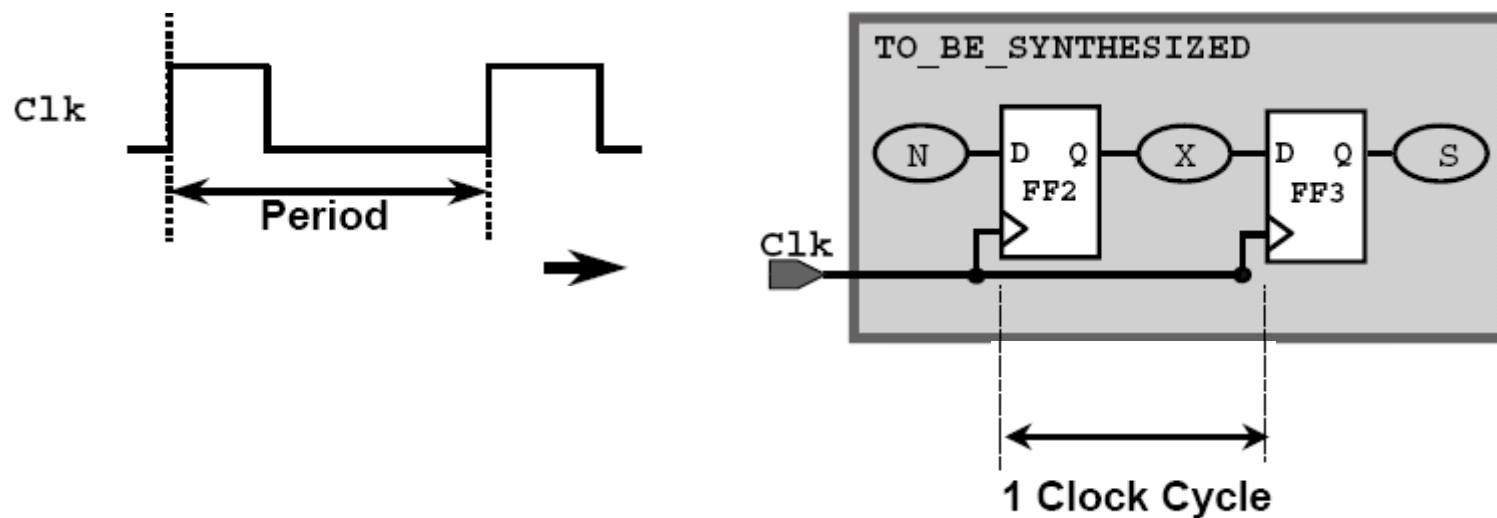 Clk
Period
TO_BE_SYNTHESIZED
N
D Q
FF2
X
D Q
FF3
S
Clk
1 Clock Cycle